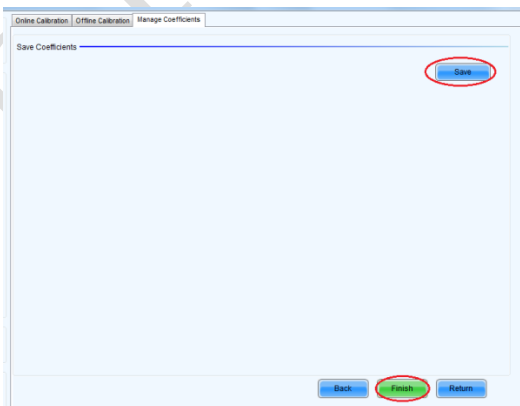 Online Calibration Offline Calibration Manage Coefficients
Save Coefficients
Save
Back Finish Return